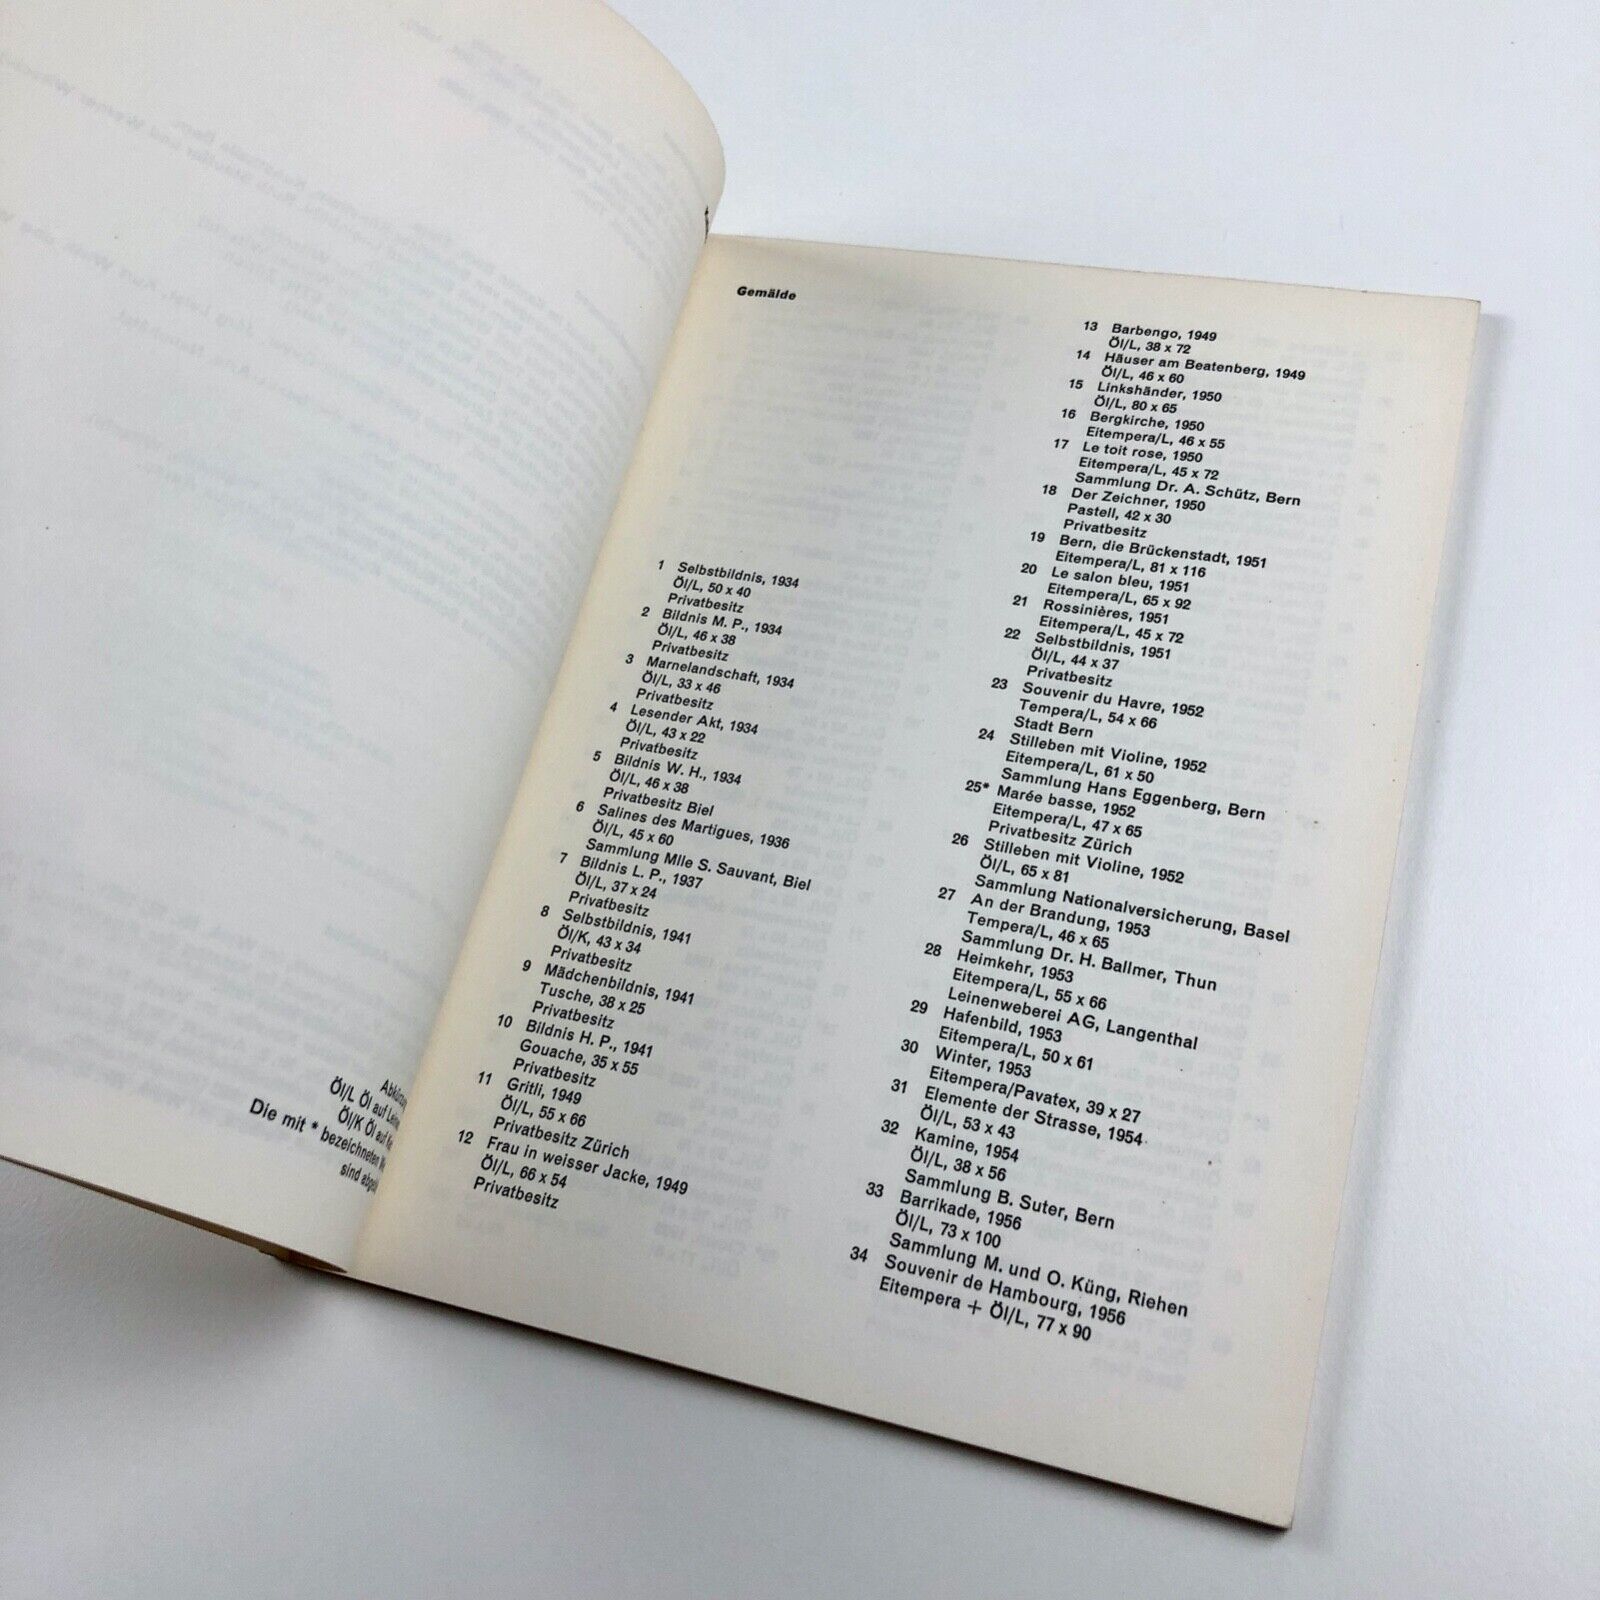 Abkürzung
Öl/L Öl auf
Öl/K Öl auf
Die mit * bezeichneten
sind
Gemälde
1 Selbstbildnis, 1934
Öl/L, 50 x 40
Privatbesitz
2 Bildnis M. P., 1934
Öl/L, 46 x 38
Privatbesitz
3 Marnelandschaft, 1934
Öl/L, 33 x 46
Privatbesitz
4 Lesender Akt, 1934
Öl/L, 43 x 22
Privatbesitz
5 Bildnis W. H., 1934
Öl/L, 46 x 38
Privatbesitz Biel
6 Salines des Martigues, 1936
Öl/L, 45 x 60
Sammlung Mlle S. Sauvant, Biel
7 Bildnis L. P., 1937
Öl/L, 37 x 24
Privatbesitz
8 Selbstbildnis, 1941
Öl/K, 43 x 34
Privatbesitz
9 Mädchenbildnis, 1941
Tusche, 38 x 25
Privatbesitz
10 Bildnis H. P., 1941
Gouache, 35 x 55
Privatbesitz
11 Gritli, 1949
Öl/L, 55 x 66
Privatbesitz Zürich
12 Frau in weisser Jacke, 1949
Öl/L, 66 x 54
Privatbesitz
13 Barbengo, 1949
Öl/L, 38 x 72
14 Häuser am Beatenberg, 1949
Öl/L, 46 x 60
15 Linkshänder, 1950
Öl/L, 80 x 65
16 Bergkirche, 1950
Eitempera/L, 46 x 55
17 Le toit rose, 1950
Eitempera/L, 45 x 72
Sammlung Dr. A. Schütz, Bern
18 Der Zeichner, 1950
Pastell, 42 x 30
Privatbesitz
19 Bern, die Brückenstadt, 1951
Eitempera/L, 81 x 116
20 Le salon bleu, 1951
Eitempera/L, 65 x 92
21 Rossinières, 1951
Eitempera/L, 45 x 72
22 Selbstbildnis, 1951
Öl/L, 44 x 37
Privatbesitz
23 Souvenir du Havre, 1952
Tempera/L, 54 x 66
Stadt Bern
24 Stilleben mit Violine, 1952
Eitempera/L, 61 x 50
Sammlung Hans Eggenberg, Bern
25* Marée basse, 1952
Eitempera/L, 47 x 65
Privatbesitz Zürich
26 Stilleben mit Violine, 1952
Öl/L, 65 x 81
Sammlung Nationalversicherung, Basel
27 An der Brandung, 1953
Tempera/L, 46 x 65
Sammlung Dr. H. Ballmer, Thun
28 Heimkehr, 1953
Eitempera/L, 55 x 66
Leinenweberei AG, Langenthal
29 Hafenbild, 1953
Eitempera/L, 50 x 61
30 Winter, 1953
Eitempera/Pavatex, 39 x 27
31 Elemente der Strasse, 1954
Öl/L, 53 x 43
32 Kamine, 1954
Öl/L, 38 x 56
Sammlung B. Suter, Bern
33 Barrikade, 1956
Öl/L, 73 x 100
Sammlung M. und O. Küng, Riehen
34 Souvenir de Hambourg, 1956
Eitempera + Öl/L, 77 x 90